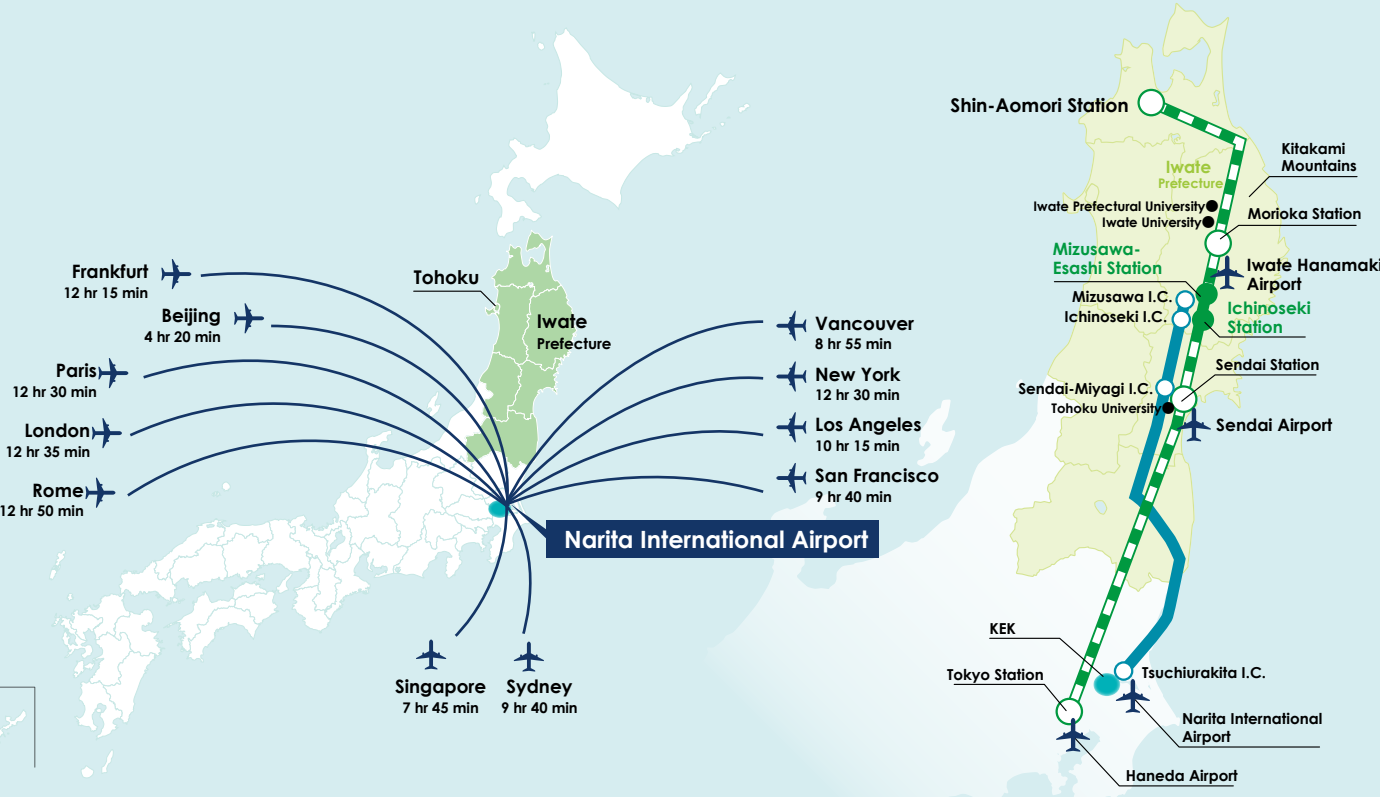 Frankfurt
12 hr 15 min
Beijing
4 hr 20 min
Paris
12 hr 30 min
London
12 hr 35 min
Rome
12 hr 50 min
Tohoku
Iwate
Prefecture
Vancouver
8 hr 55 min
New York
12 hr 30 min
Los Angeles
10 hr 15 min
San Francisco
9 hr 40 min
Narita International Airport
Singapore
7 hr 45 min
Sydney
9 hr 40 min
Shin-Aomori Station
Kitakami
Mountains
Iwate
Prefecture
Iwate Prefectural University
Iwate University
Morioka Station
Mizusawa-
Esashi Station
Iwate Hanamaki
Airport
Mizusawa I.C.
Ichinoseki I.C.
Ichinoseki
Station
Sendai Station
Sendai-Miyagi I.C.
Tohoku University
Sendai Airport
KEK
Tokyo Station
Tsuchiurakita I.C.
Narita International
Airport
Haneda Airport